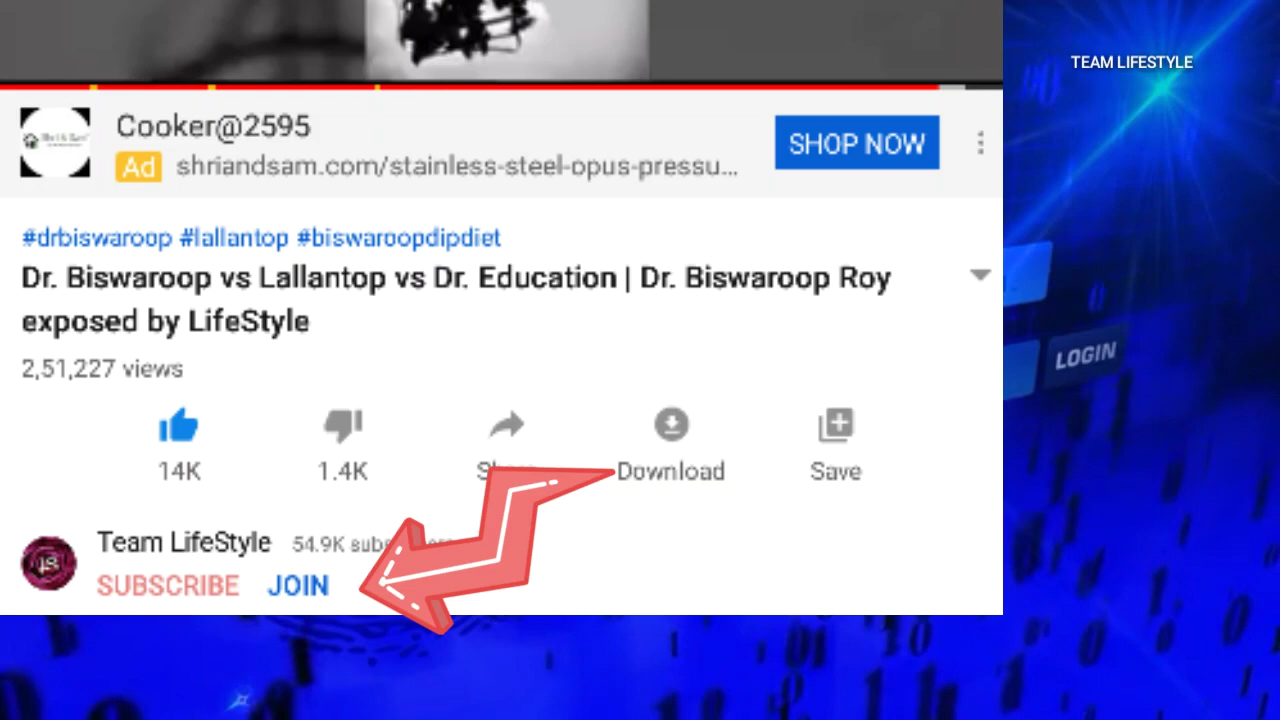 TEAM LIFESTYLE
Cooker@2595
Ad shriandsam.com/stainless-steel-opus-pressu...
SHOP NOW
#drbiswaroop #lallantop #biswaroopdipdiet
Dr. Biswaroop vs Lallantop vs Dr. Education | Dr. Biswaroop Roy
exposed by LifeStyle
2,51,227 views
LOGIN
14K 1.4K Share Download Save
Team LifeStyle 54.9K subscribers
SUBSCRIBE JOIN